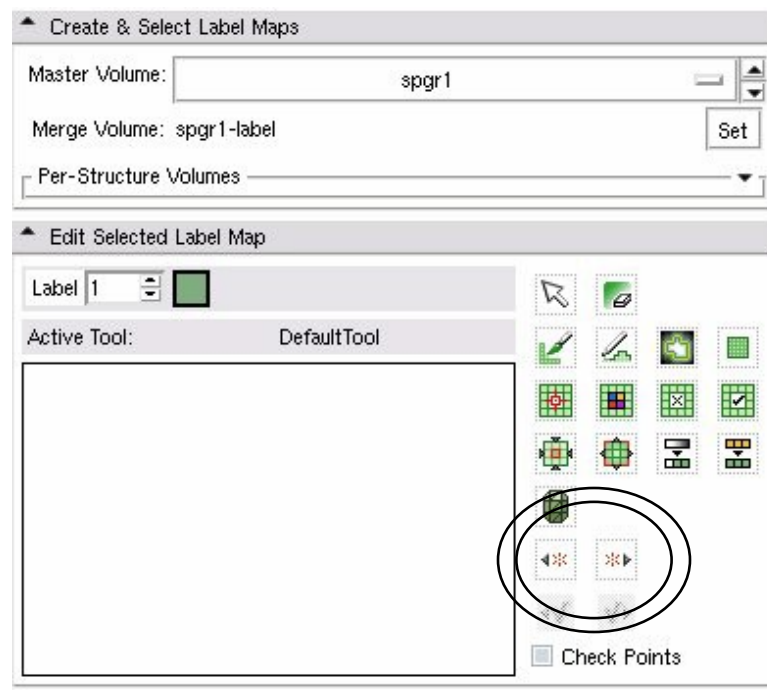 Create & Select Label Maps
Master Volume: spgr1
Merge Volume: spgr1-label Set
Per-Structure Volumes
Edit Selected Label Map
Label 1
Active Tool: DefaultTool
Check Points